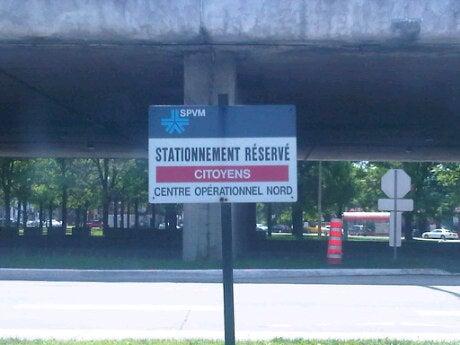 SPVM
STATIONNEMENT RÉSERVÉ
CITOYENS
CENTRE OPÉRATIONNEL NORD